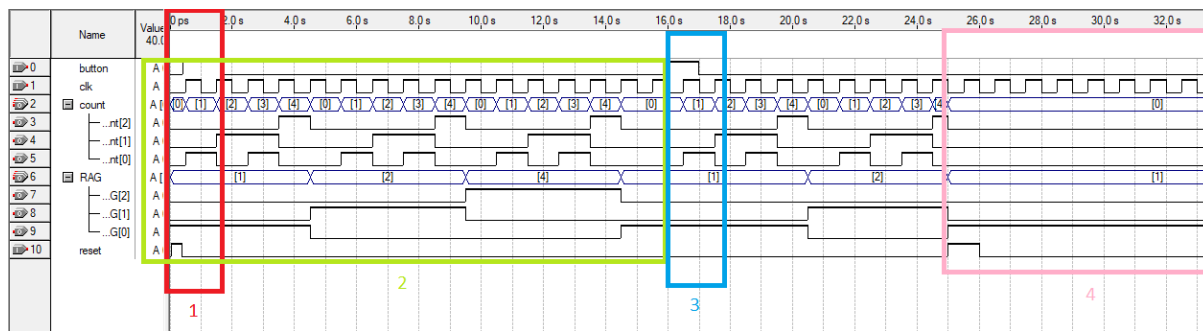 Name Value 40.0 0 ps 2.0 s 4.0 s 6.0 s 8.0 s 10.0 s 12.0 s 14.0 s 16.0 s 18.0 s 20.0 s 22.0 s 24.0 s 26.0 s 28.0 s 30.0 s 32.0 s
0 button A
1 clk A
2 count A [ [0] [1] [2] [3] [4] [0] [1] [2] [3] [4] [0] [1] [2] [3] [4] [0] [1] [2] [3] [4] [0] [1] [2] [3] [4 [0]
3 ...nt[2] A
4 ...nt[1] A
5 ...nt[0] A
6 RAG A [ [1] [2] [4] [1] [2] [1]
7 ...G[2] A
8 ...G[1] A
9 ...G[0] A
10 reset A
1 2 3 4